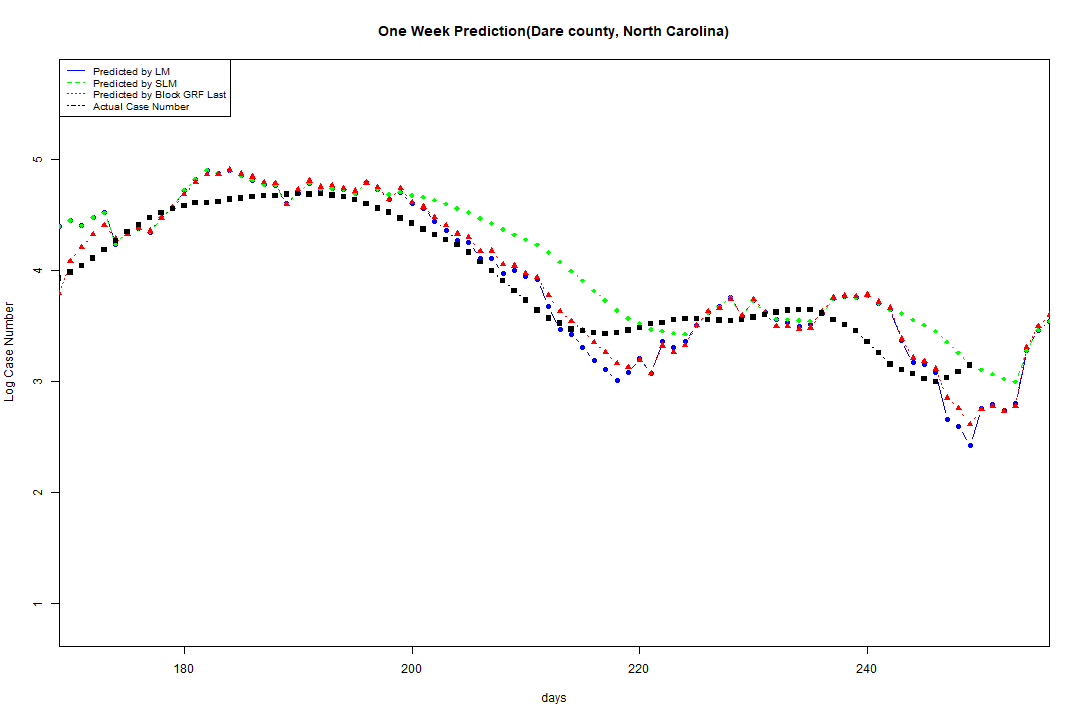 One Week Prediction(Dare county, North Carolina)
Predicted by LM
Predicted by SLM
Predicted by Block GRF Last
Actual Case Number
5
4
3
2
1
Log Case Number
180 200 220 240
days